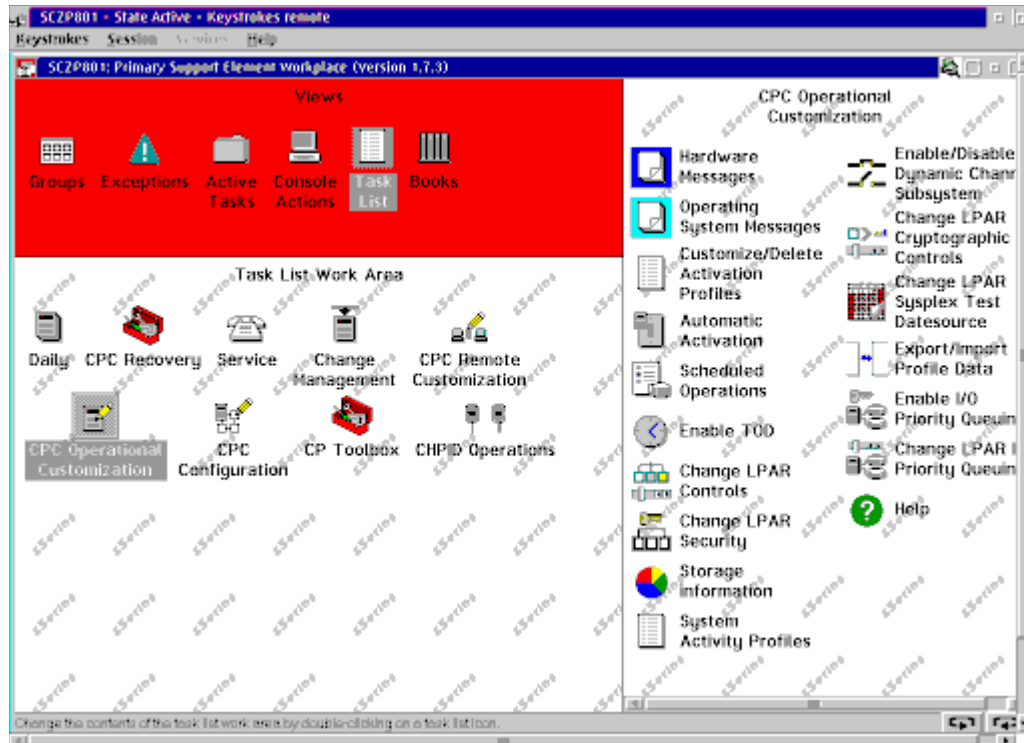 SCZP801 - State Active - Keystrokes remote
Keystrokes Session Services Help
SCZP801: Primary Support Element Workplace (Version 1.7.3)
Views
Groups
Exceptions
Active
Tasks
Console
Actions
Task
List
Books
Task List Work Area
Daily
CPC Recovery
Service
Change
Management
CPC Remote
Customization
CPC Operational
Customization
CPC
Configuration
CP Toolbox
CHPID Operations
CPC Operational
Customization
Hardware
Messages
Operating
System Messages
Customize/Delete
Activation
Profiles
Automatic
Activation
Scheduled
Operations
Enable TOD
Change LPAR
Controls
Change LPAR
Security
Storage
Information
System
Activity Profiles
Enable/Disable
Dynamic Chann
Subsystem
Change LPAR
Cryptographic
Controls
Change LPAR
Sysplex Test
Datesource
Export/Import
Profile Data
Enable I/O
Priority Queuin
Change LPAR I
Priority Queuin
Help
Change the contents of the task list work area by double-clicking on a task list icon.